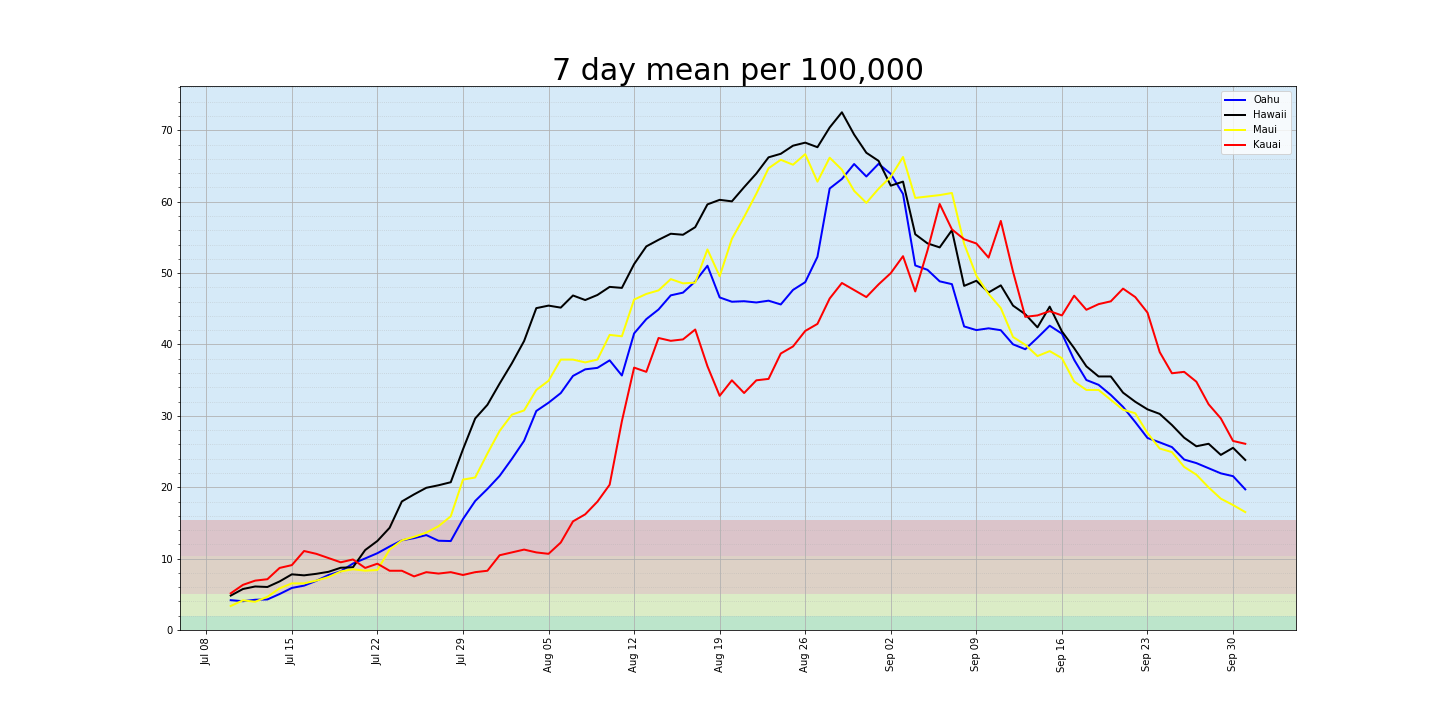 7 day mean per 100,000
Oahu
Hawaii
Maui
Kauai
70
60
50
40
30
20
10
0
Jul 08
Jul 15
Jul 22
Jul 29
Aug 05
Aug 12
Aug 19
Aug 26
Sep 02
Sep 09
Sep 16
Sep 23
Sep 30